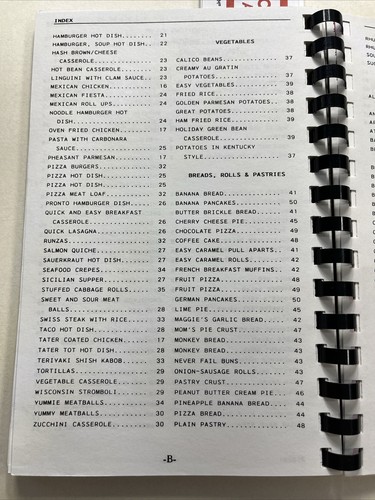 INDEX
HAMBURGER HOT DISH....... 21
HAMBURGER, SOUP HOT DISH.. 22
HASH BROWN/CHEESE
CASSEROLE............. 23
HOT BEAN CASSEROLE........ 23
LINGUINI WITH CLAM SAUCE.. 23
MEXICAN CHICKEN........... 16
MEXICAN FIESTA............ 24
MEXICAN ROLL UPS.......... 24
NOODLE HAMBURGER HOT
DISH.................. 24
OVEN FRIED CHICKEN........ 17
PASTA WITH CARBONARA
SAUCE................. 25
PHEASANT PARMESAN......... 17
PIZZA BURGERS............. 32
PIZZA HOT DISH............ 25
PIZZA HOT DISH............ 25
PIZZA MEAT LOAF........... 32
PRONTO HAMBURGER DISH..... 26
QUICK AND EASY BREAKFAST
CASSEROLE............. 26
QUICK LASAGNA............. 26
RUNZAS.................... 32
SALMON QUICHE............. 27
SAUERKRAUT HOT DISH....... 27
SEAFOOD CREPES............ 34
SICILIAN SUPPER........... 27
STUFFED CABBAGE ROLLS..... 35
SWEET AND SOUR MEAT
BALLS................. 28
SWISS STEAK WITH RICE..... 33
TACO HOT DISH............. 28
TATER COATED CHICKEN...... 17
TATER TOT HOT DISH........ 28
TERIYAKI SHISH KABOB...... 33
TORTILLAS................. 29
VEGETABLE CASSEROLE....... 29
WISCONSIN STROMBOLI....... 29
YUMMIE MEATBALLS.......... 34
YUMMY MEATBALLS........... 30
ZUCCHINI CASSEROLE........ 30
VEGETABLES
CALICO BEANS.............. 37
CREAMY AU GRATIN
POTATOES.............. 37
EASY VEGETABLES........... 39
FRIED RICE................ 38
GOLDEN PARMESAN POTATOES.. 38
GREAT POTATOES............ 38
HAM FRIED RICE............ 39
HOLIDAY GREEN BEAN
CASSEROLE............. 39
POTATOES IN KENTUCKY
STYLE................. 37
BREADS, ROLLS & PASTRIES
BANANA BREAD.............. 41
BANANA PANCAKES........... 50
BUTTER BRICKLE BREAD...... 41
CHERRY CHEESE PIE......... 45
CHOCOLATE PIZZA........... 49
COFFEE CAKE............... 48
EASY CARAMEL PULL APARTS.. 41
EASY CARAMEL ROLLS........ 42
FRENCH BREAKFAST MUFFINS.. 42
FRUIT PIZZA............... 48
FRUIT PIZZA............... 49
GERMAN PANCAKES........... 50
LIME PIE.................. 45
MAGGIE'S GARLIC BREAD..... 42
MOM'S PIE CRUST........... 47
MONKEY BREAD.............. 43
MONKEY BREAD.............. 43
NEVER FAIL BUNS........... 43
ONION-SAUSAGE ROLLS....... 43
PASTRY CRUST.............. 47
PEANUT BUTTER CREAM PIE... 46
PINEAPPLE BANANA BREAD.... 44
PIZZA BREAD............... 44
PLAIN PASTRY.............. 48
-B-